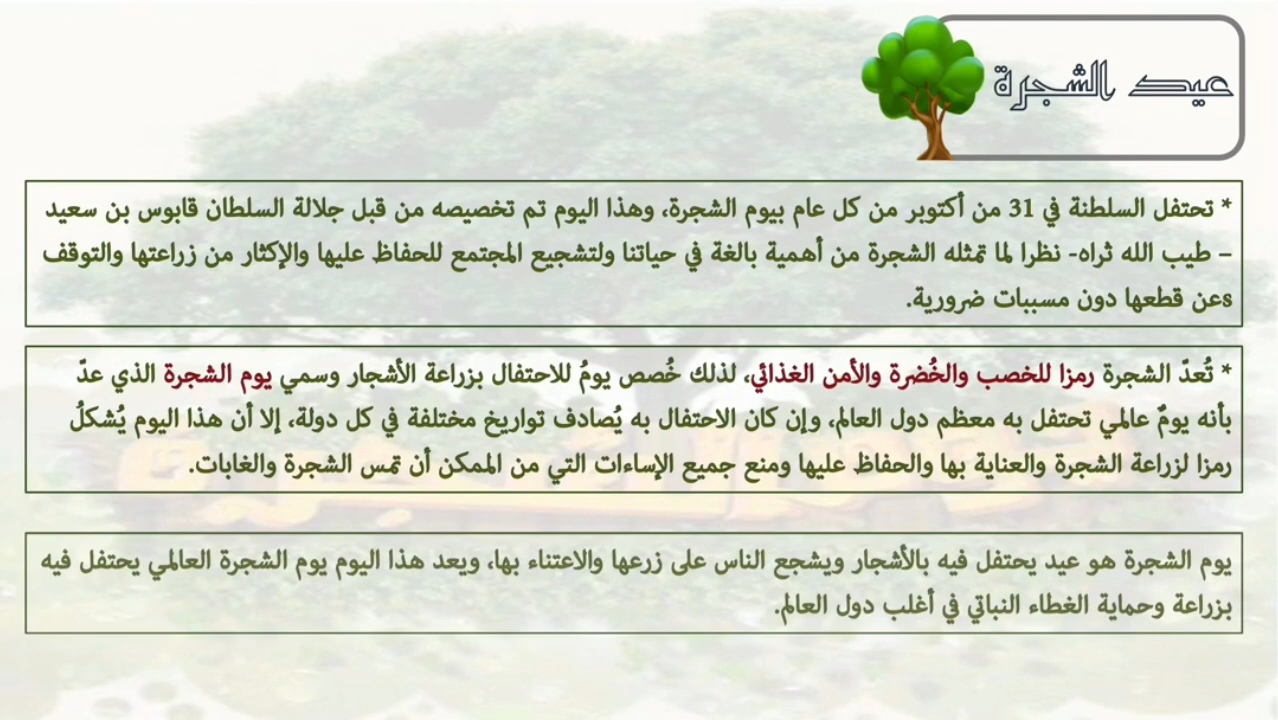 عيد الشجرة
* تحتفل السلطنة في 31 من أكتوبر من كل عام بيوم الشجرة، وهذا اليوم تم تخصيصه من قبل جلالة السلطان قابوس بن سعيد
– طيب الله ثراه- نظرا لما تمثله الشجرة من أهمية بالغة في حياتنا ولتشجيع المجتمع للحفاظ عليها والإكثار من زراعتها والتوقف
sعن قطعها دون مسببات ضرورية.
* تُعدّ الشجرة رمزا للخصب والخُضرة والأمن الغذائي، لذلك خُصص يومُ للاحتفال بزراعة الأشجار وسمي يوم الشجرة الذي عدّ
بأنه يومٌ عالمي تحتفل به معظم دول العالم، وإن كان الاحتفال به يُصادف تواريخ مختلفة في كل دولة، إلا أن هذا اليوم يُشكلُ
رمزا لزراعة الشجرة والعناية بها والحفاظ عليها ومنع جميع الإساءات التي من الممكن أن تمس الشجرة والغابات.
يوم الشجرة هو عيد يحتفل فيه بالأشجار ويشجع الناس على زرعها والاعتناء بها، ويعد هذا اليوم يوم الشجرة العالمي يحتفل فيه
بزراعة وحماية الغطاء النباتي في أغلب دول العالم.